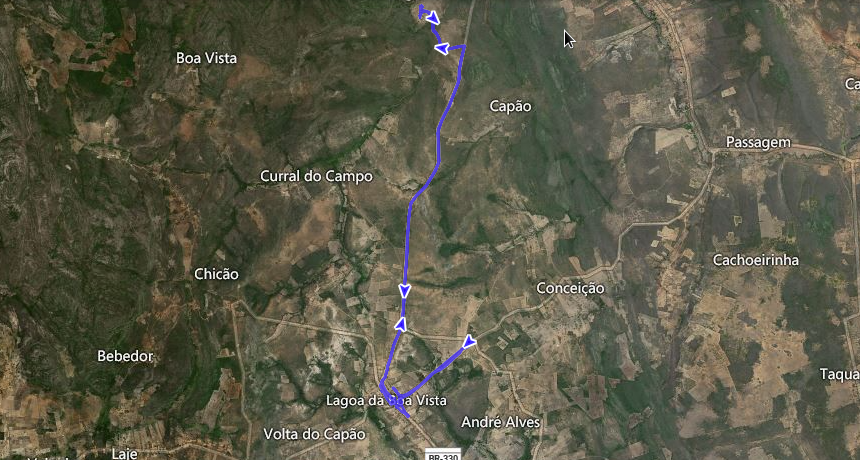 Boa Vista
Capão
Passagem
Curral do Campo
Cachoeirinha
Chicão
Conceição
Bebedor
Taqua
Lagoa da Boa Vista
André Alves
Volta do Capão
Laje
BR-330